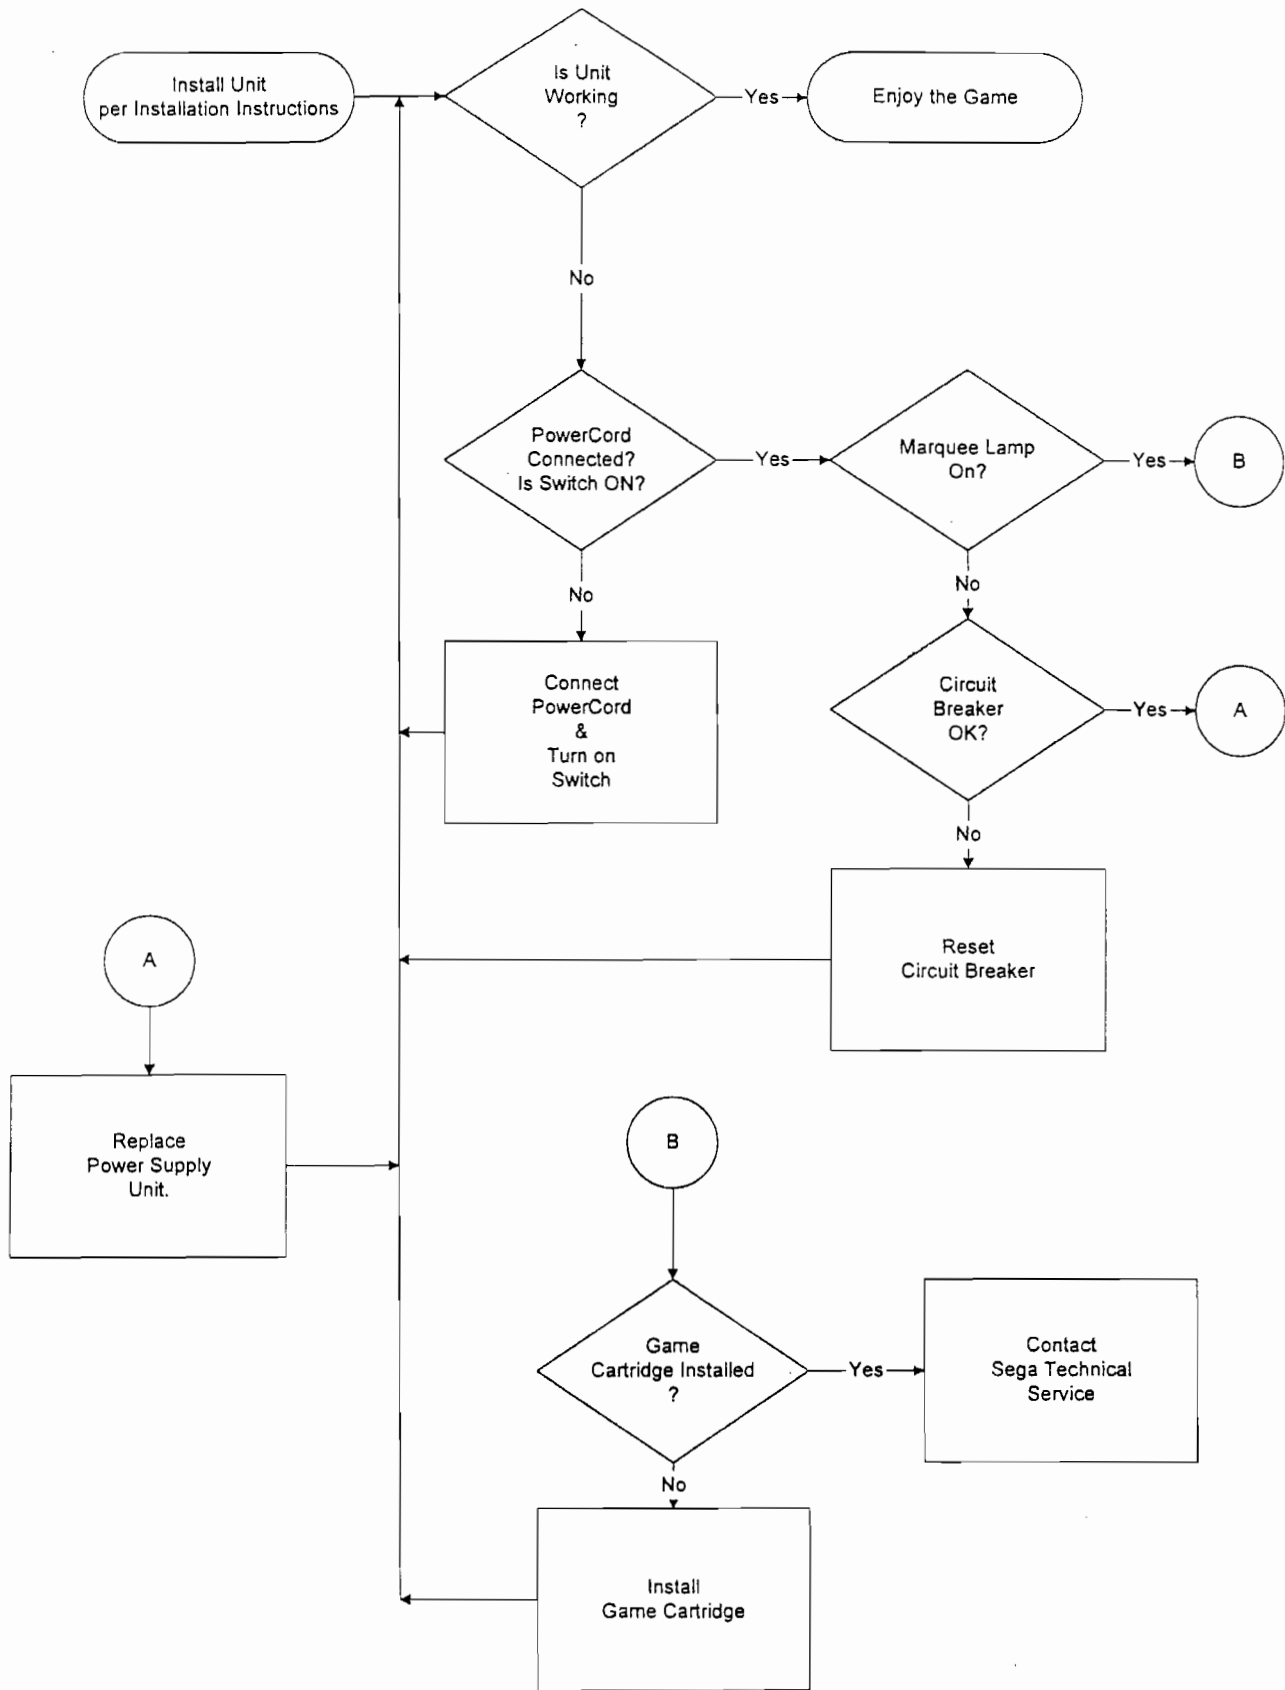 Install Unit
per Installation Instructions
Is Unit
Working
?
Yes
Enjoy the Game
No
PowerCord
Connected?
Is Switch ON?
Yes
Marquee Lamp
On?
Yes
B
No
No
Connect
PowerCord
&
Turn on
Switch
Circuit
Breaker
OK?
Yes
A
No
A
Reset
Circuit Breaker
Replace
Power Supply
Unit.
B
Game
Cartridge Installed
?
Yes
Contact
Sega Technical
Service
No
Install
Game Cartridge